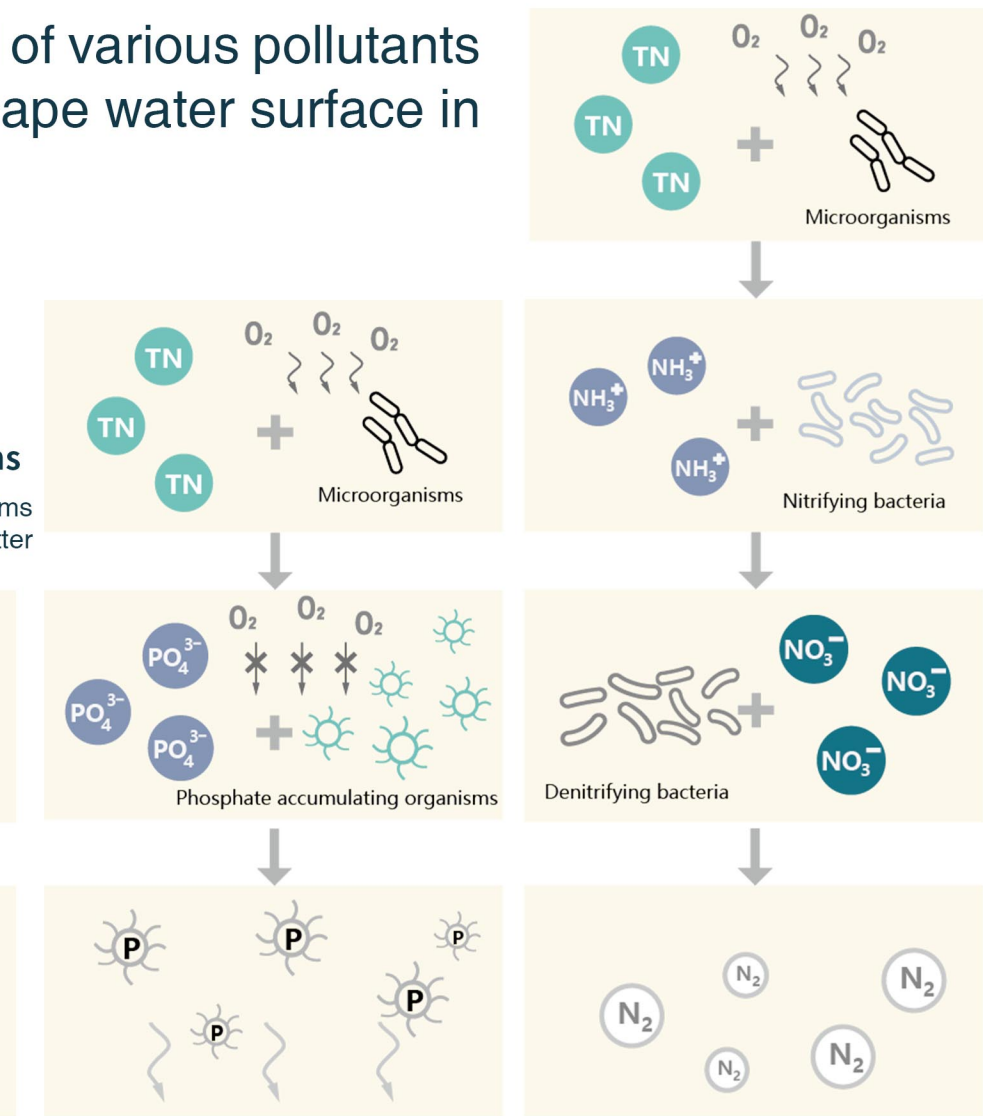 of various pollutants
ape water surface in
O₂ O₂ O₂
TN
TN
TN
+
Microorganisms
O₂ O₂ O₂
TN
TN
TN
+
Microorganisms
NH₃⁺
NH₃⁺
NH₃⁺
+
Nitrifying bacteria
ns
ms
tter
O₂ O₂ O₂
PO₄³⁻
PO₄³⁻
PO₄³⁻
+
Phosphate accumulating organisms
NO₃⁻
NO₃⁻
NO₃⁻
+
Denitrifying bacteria
P P P
P
P
N₂
N₂
N₂
N₂
N₂